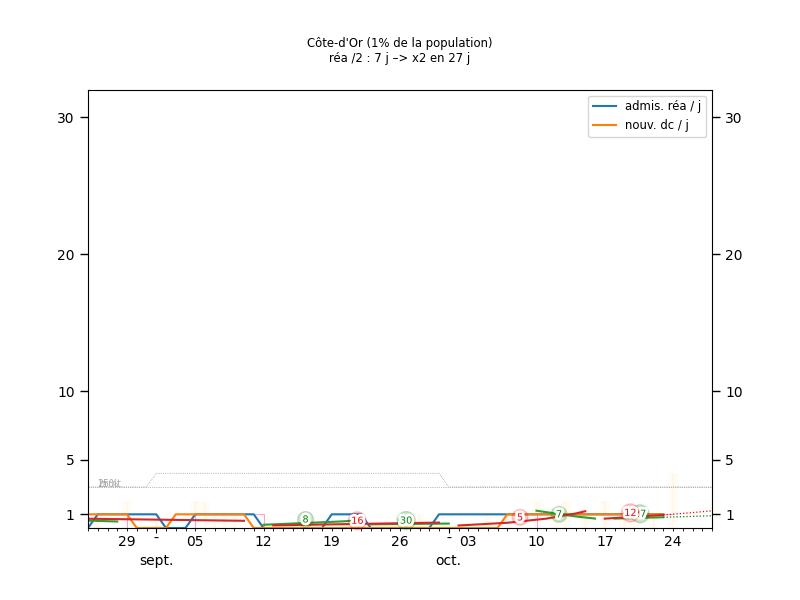 Côte-d'Or (1% de la population)
réa /2 : 7 j –> x2 en 27 j
admis. réa / j
nouv. dc / j
30 30
20 20
10 10
5 5
1 1
8 16 30 5 7 12
29 - 05 12 19 26 - 03 10 17 24
sept. oct.